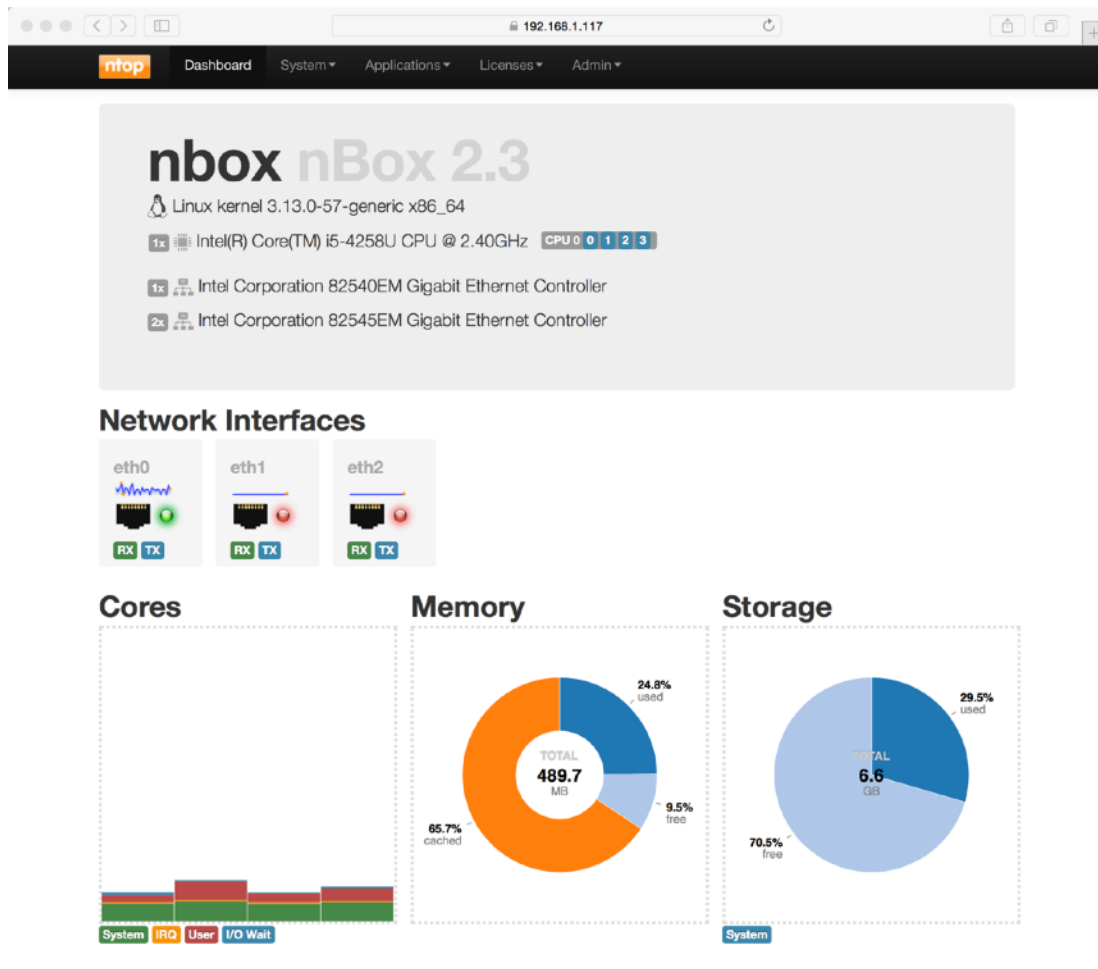 192.168.1.117
ntop Dashboard System Applications Licenses Admin
nbox nBox 2.3
Linux kernel 3.13.0-57-generic x86_64
1x Intel(R) Core(TM) i5-4258U CPU @ 2.40GHz CPU 0 0 1 2 3
1x Intel Corporation 82540EM Gigabit Ethernet Controller
2x Intel Corporation 82545EM Gigabit Ethernet Controller
Network Interfaces
eth0 eth1 eth2
RX TX RX TX RX TX
Cores Memory Storage
24.8%
used
29.5%
used
TOTAL
489.7
MB
TOTAL
6.6
GB
9.5%
free
65.7%
cached
70.5%
free
System IRQ User I/O Wait
System